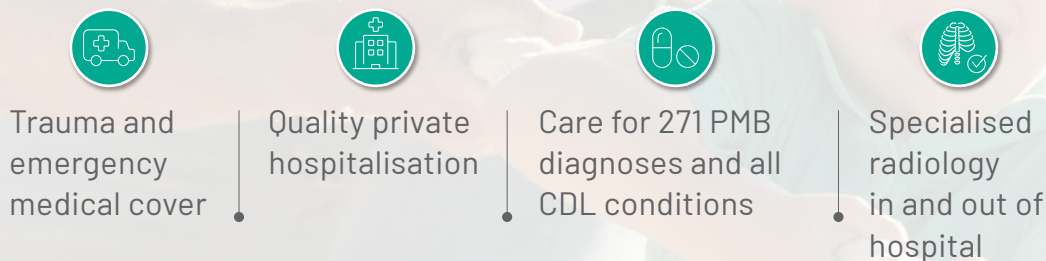 Trauma and
emergency
medical cover
Quality private
hospitalisation
Care for 271 PMB
diagnoses and all
CDL conditions
Specialised
radiology
in and out of
hospital